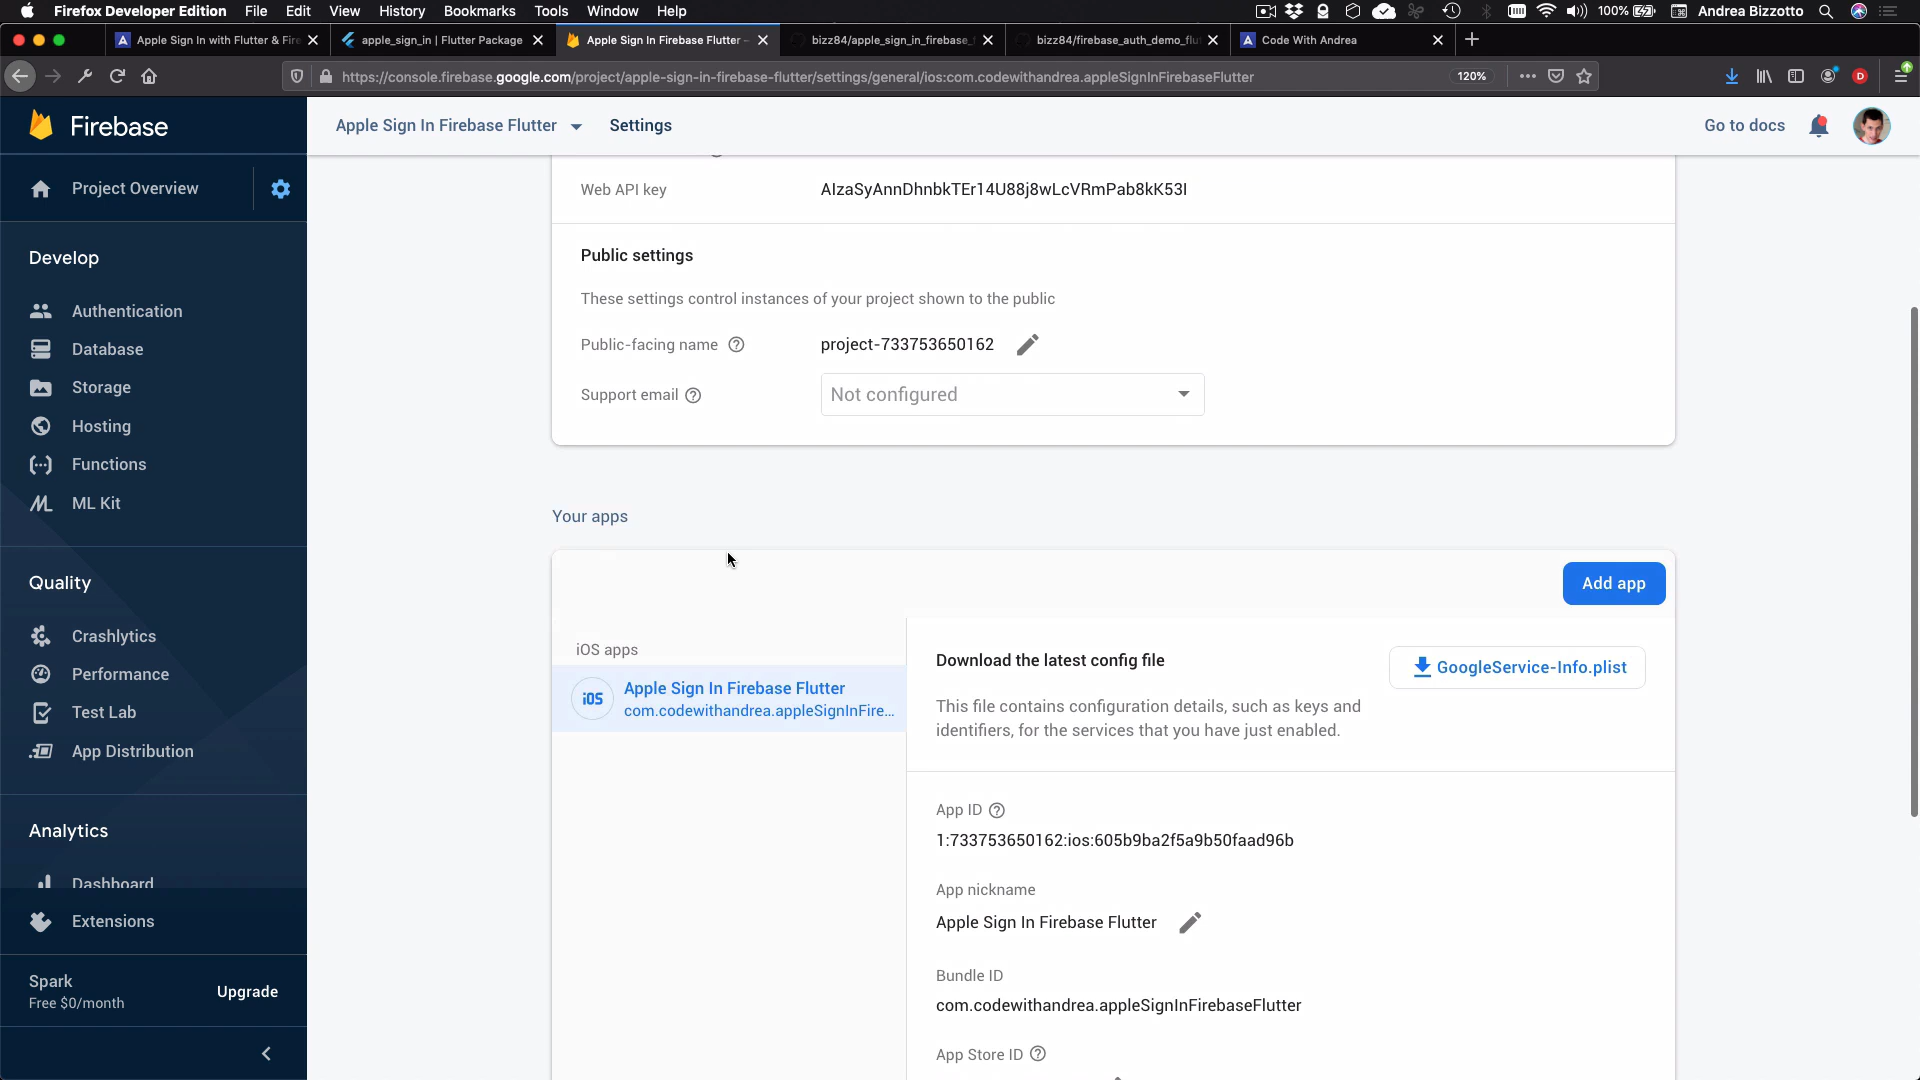 Firefox Developer Edition File Edit View History Bookmarks Tools Window Help 100% Andrea Bizzotto
Apple Sign In with Flutter & Fire apple_sign_in | Flutter Package Apple Sign In Firebase Flutter - bizz84/apple_sign_in_firebase_f bizz84/firebase_auth_demo_flu Code With Andrea
https://console.firebase.google.com/project/apple-sign-in-firebase-flutter/settings/general/ios:com.codewithandrea.appleSignInFirebaseFlutter 120% D
Firebase
Apple Sign In Firebase Flutter Settings Go to docs
Project Overview
Web API key AIzaSyAnnDhnbkTEr14U88j8wLcVRmPab8kK53I
Develop
Public settings
These settings control instances of your project shown to the public
Authentication
Public-facing name project-733753650162
Database
Storage
Support email Not configured
Hosting
Functions
ML Kit
Your apps
Quality
Add app
Crashlytics
iOS apps
Download the latest config file GoogleService-Info.plist
Performance
iOS Apple Sign In Firebase Flutter
com.codewithandrea.appleSignInFire...
This file contains configuration details, such as keys and
identifiers, for the services that you have just enabled.
Test Lab
App Distribution
Analytics
App ID
1:733753650162:ios:605b9ba2f5a9b50faad96b
Dashboard
App nickname
Apple Sign In Firebase Flutter
Extensions
Bundle ID
com.codewithandrea.appleSignInFirebaseFlutter
Spark
Free $0/month
Upgrade
App Store ID